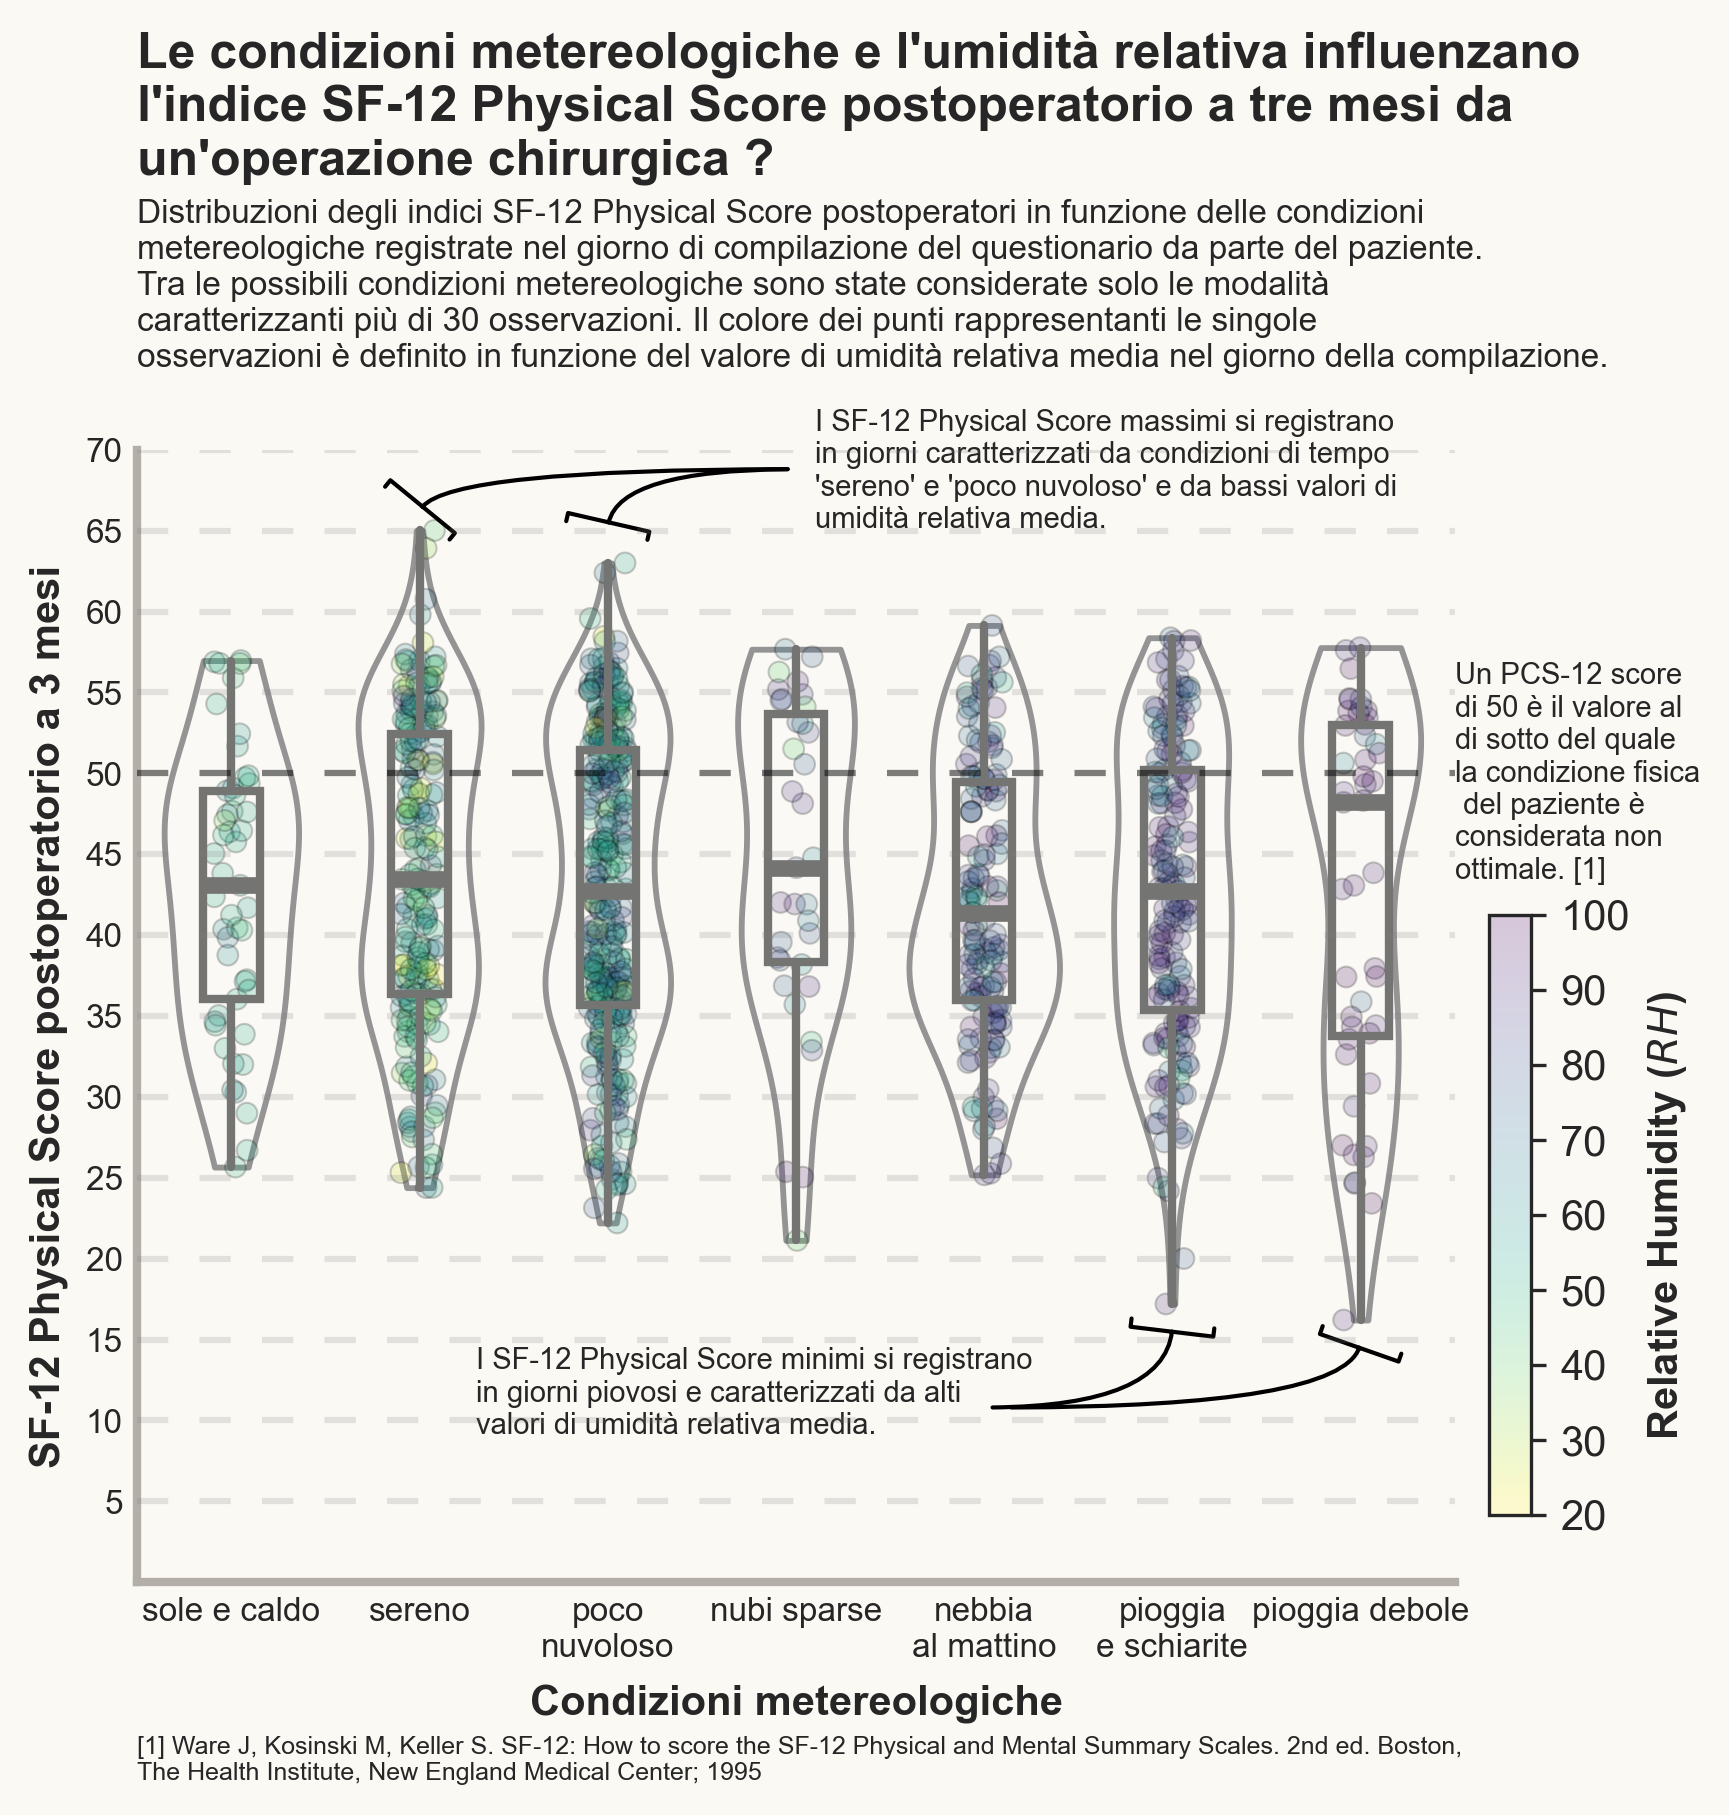 Le condizioni metereologiche e l'umidità relativa influenzano
l'indice SF-12 Physical Score postoperatorio a tre mesi da
un'operazione chirurgica ?
Distribuzioni degli indici SF-12 Physical Score postoperatori in funzione delle condizioni
metereologiche registrate nel giorno di compilazione del questionario da parte del paziente.
Tra le possibili condizioni metereologiche sono state considerate solo le modalità
caratterizzanti più di 30 osservazioni. Il colore dei punti rappresentanti le singole
osservazioni è definito in funzione del valore di umidità relativa media nel giorno della compilazione.
I SF-12 Physical Score massimi si registrano
in giorni caratterizzati da condizioni di tempo
'sereno' e 'poco nuvoloso' e da bassi valori di
umidità relativa media.
SF-12 Physical Score postoperatorio a 3 mesi
70
65
60
55
50
45
40
35
30
25
20
15
10
5
Un PCS-12 score
di 50 è il valore al
di sotto del quale
la condizione fisica
del paziente è
considerata non
ottimale. [1]
100
90
80
70
60
50
40
30
20
Relative Humidity (RH)
I SF-12 Physical Score minimi si registrano
in giorni piovosi e caratterizzati da alti
valori di umidità relativa media.
sole e caldo
sereno
poco
nuvoloso
nubi sparse
nebbia
al mattino
pioggia
e schiarite
pioggia debole
Condizioni metereologiche
[1] Ware J, Kosinski M, Keller S. SF-12: How to score the SF-12 Physical and Mental Summary Scales. 2nd ed. Boston,
The Health Institute, New England Medical Center; 1995